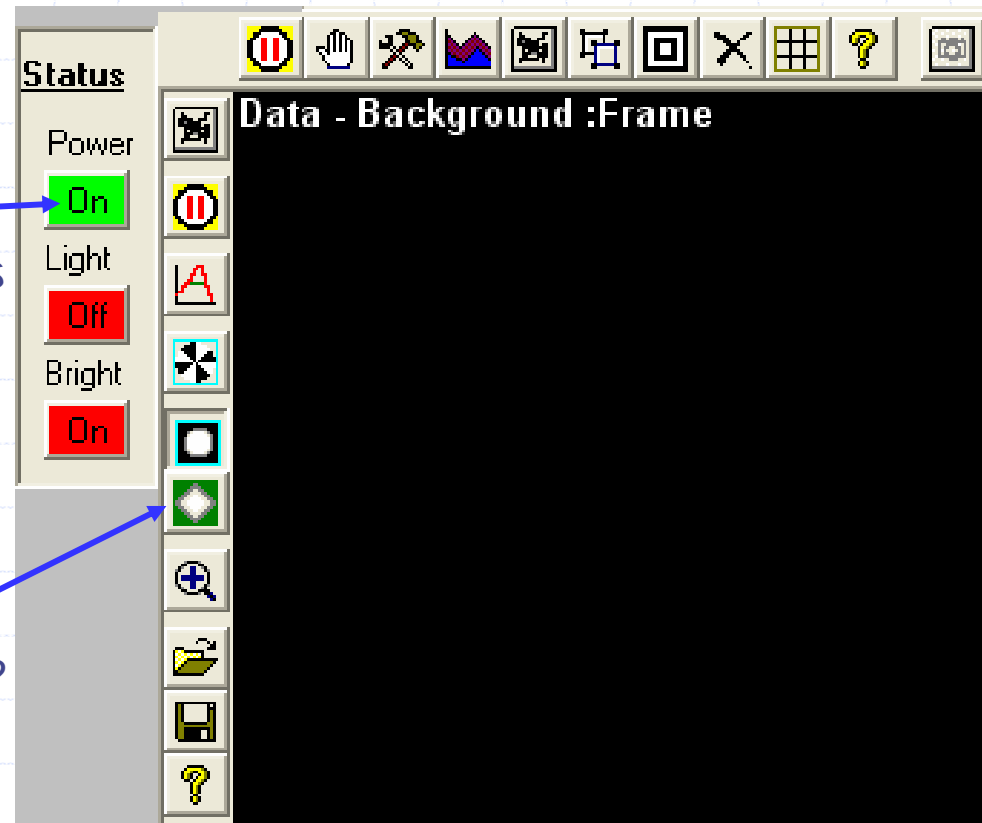 Status
Power
On
Light
Off
Bright
On
Data - Background :Frame